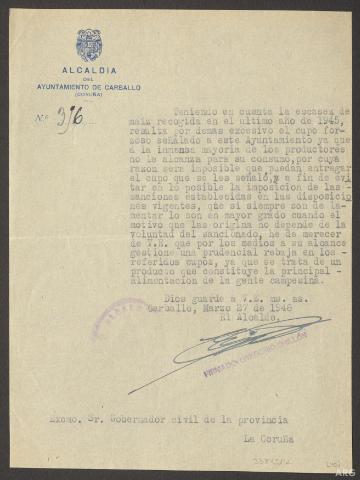 ALCALDIA
DEL
AYUNTAMIENTO DE CARBALLO
(CORUÑA)
N.º 376
Teniendo en cuenta la escasez de
maiz recogida en el ultimo año de 1945,
resulta por demás excesivo el cupo for-
zoso señalado a este Ayuntamiento ya que
a la inmensa mayoria de los productores
no le alcanza para su consumo, por cuya
razón será imposible que puedan entregar
el cupo que se les señaló, y a fin de evi
tar en lo posible la imposición de las
sanciones establecidas en las disposicio
nes vigentes, que si siempre son de la-
mentar lo son en mayor grado cuando el
motivo que las origina no depende de la
voluntad del sancionado, he de merecer
de V.E. que por los medios a su alcance
gestione una prudencial rebaja en los
referidos cupos, ya que se trata de un
producto que constituye la principal
alimentación de la gente campesina.
Dios guarde a V.E. ms. as.
Carballo, Marzo 27 de 1946
El Alcalde,
Excmo. Sr. Gobernador civil de la provincia
La Coruña
ARG